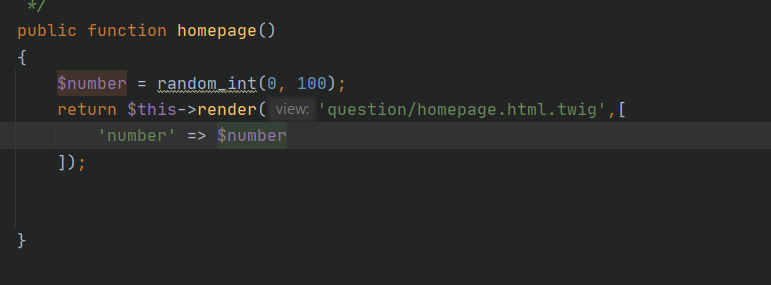 */
public function homepage()
{
$number = random_int(0, 100);
return $this->render( view: 'question/homepage.html.twig',[
'number' => $number
]);
}